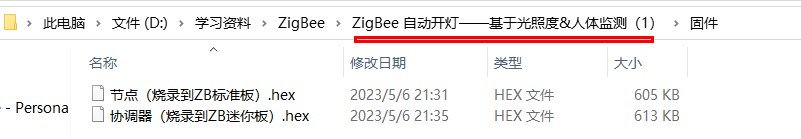 此电脑 > 文件 (D:) > 学习资料 > ZigBee > ZigBee 自动开灯——基于光照度&人体监测（1） > 固件
名称 修改日期 类型 大小
节点（烧录到ZB标准板）.hex 2023/5/6 21:31 HEX 文件 605 KB
e - Persona
协调器（烧录到ZB迷你板）.hex 2023/5/6 21:35 HEX 文件 613 KB